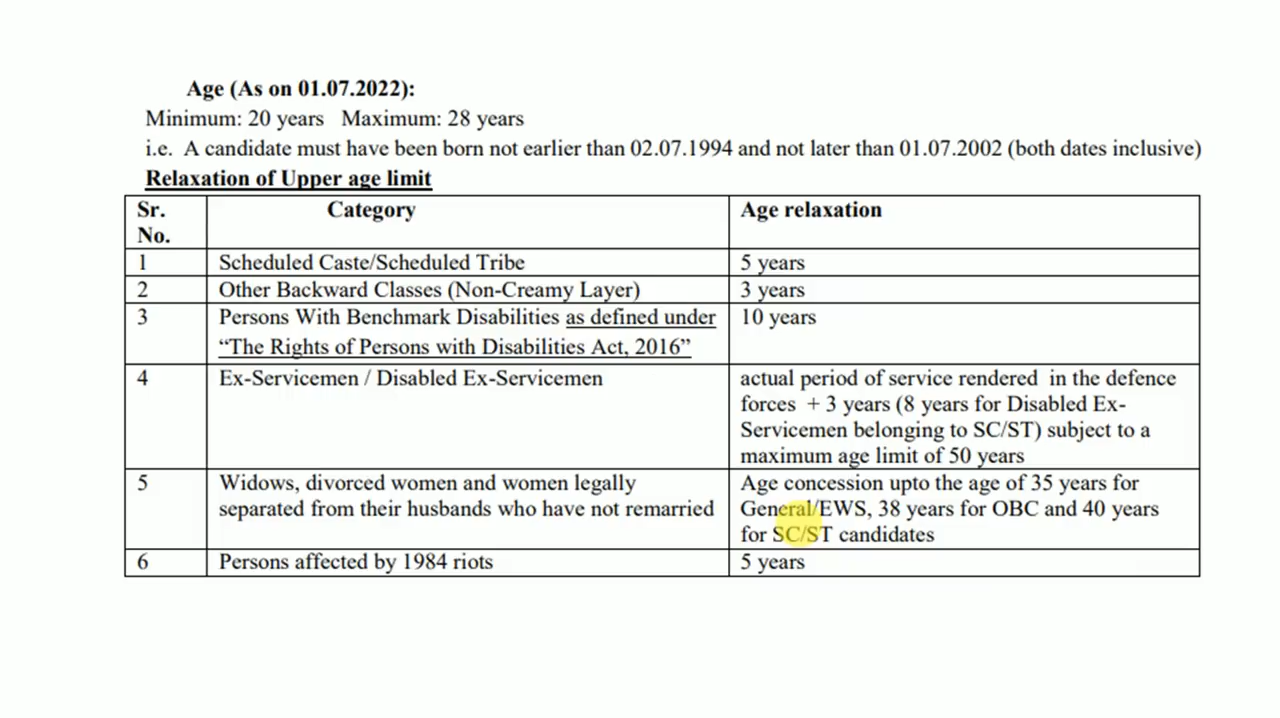 Age (As on 01.07.2022):
Minimum: 20 years   Maximum: 28 years
i.e.  A candidate must have been born not earlier than 02.07.1994 and not later than 01.07.2002 (both dates inclusive)
Relaxation of Upper age limit
Sr. No.   Category   Age relaxation
1   Scheduled Caste/Scheduled Tribe   5 years
2   Other Backward Classes (Non-Creamy Layer)   3 years
3   Persons With Benchmark Disabilities as defined under   10 years
“The Rights of Persons with Disabilities Act, 2016”
4   Ex-Servicemen / Disabled Ex-Servicemen   actual period of service rendered  in the defence
forces  + 3 years (8 years for Disabled Ex-
Servicemen belonging to SC/ST) subject to a
maximum age limit of 50 years
5   Widows, divorced women and women legally   Age concession upto the age of 35 years for
separated from their husbands who have not remarried   General/EWS, 38 years for OBC and 40 years
for SC/ST candidates
6   Persons affected by 1984 riots   5 years